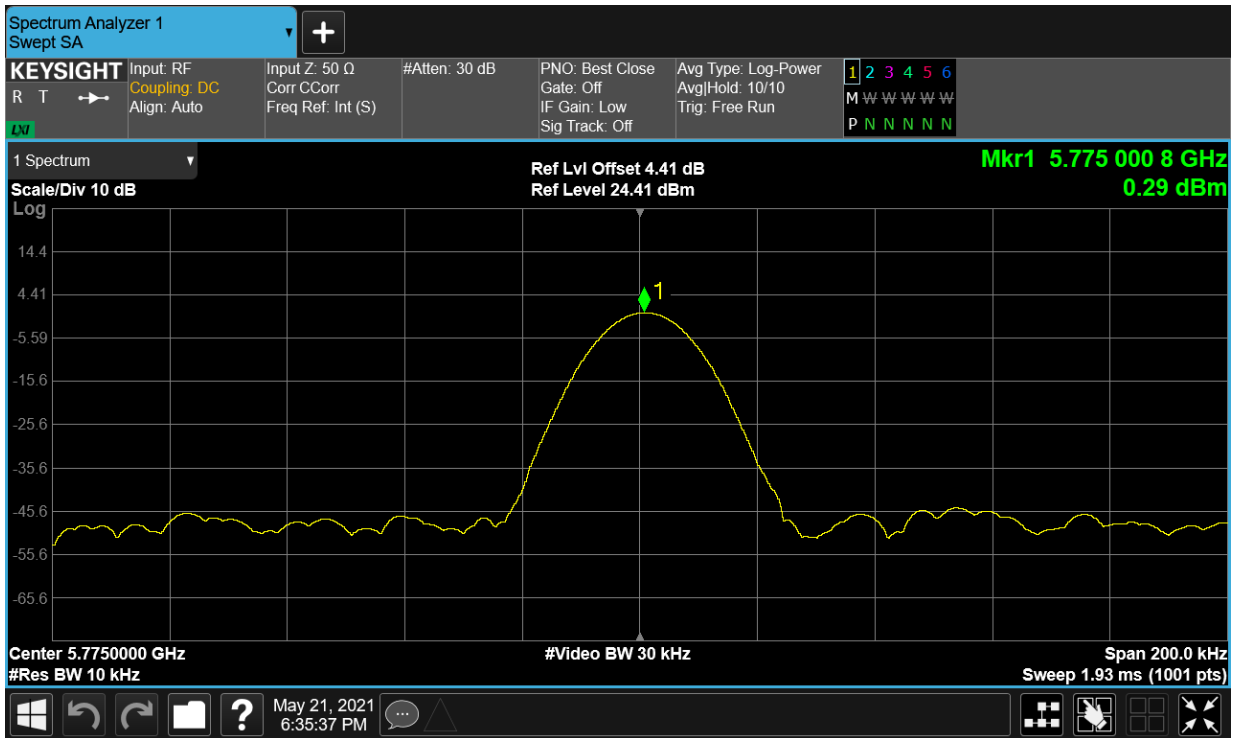 Spectrum Analyzer 1
Swept SA
+
KEYSIGHT
R T
LXI
Input: RF
Coupling: DC
Align: Auto
Input Z: 50 Ω
Corr CCorr
Freq Ref: Int (S)
#Atten: 30 dB
PNO: Best Close
Gate: Off
IF Gain: Low
Sig Track: Off
Avg Type: Log-Power
Avg|Hold: 10/10
Trig: Free Run
1 2 3 4 5 6
M W W W W W
P N N N N N
1 Spectrum
Scale/Div 10 dB
Log
Ref Lvl Offset 4.41 dB
Ref Level 24.41 dBm
Mkr1 5.775 000 8 GHz
0.29 dBm
14.4
4.41
-5.59
-15.6
-25.6
-35.6
-45.6
-55.6
-65.6
1
Center 5.7750000 GHz
#Res BW 10 kHz
#Video BW 30 kHz
Span 200.0 kHz
Sweep 1.93 ms (1001 pts)
?
May 21, 2021
6:35:37 PM